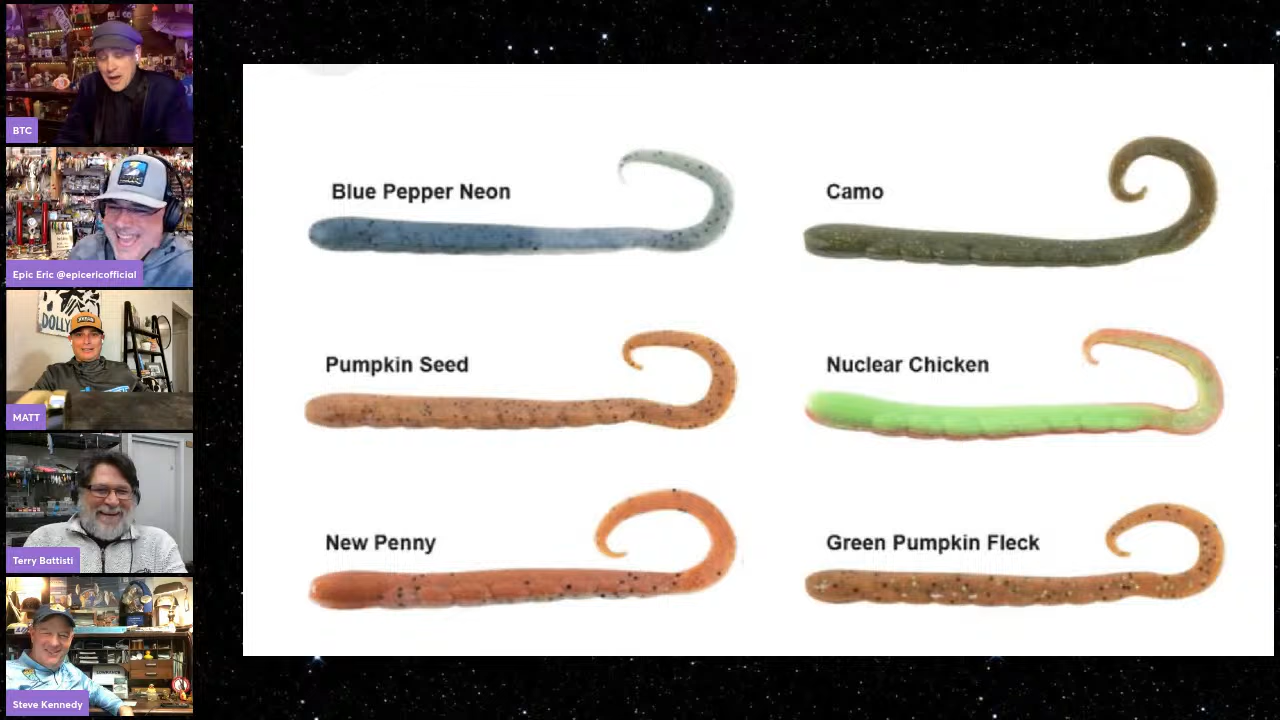 BTC
Epic Eric @epicericofficial
DOLLY
MATT
Terry Battisti
Steve Kennedy
Blue Pepper Neon
Camo
Pumpkin Seed
Nuclear Chicken
New Penny
Green Pumpkin Fleck